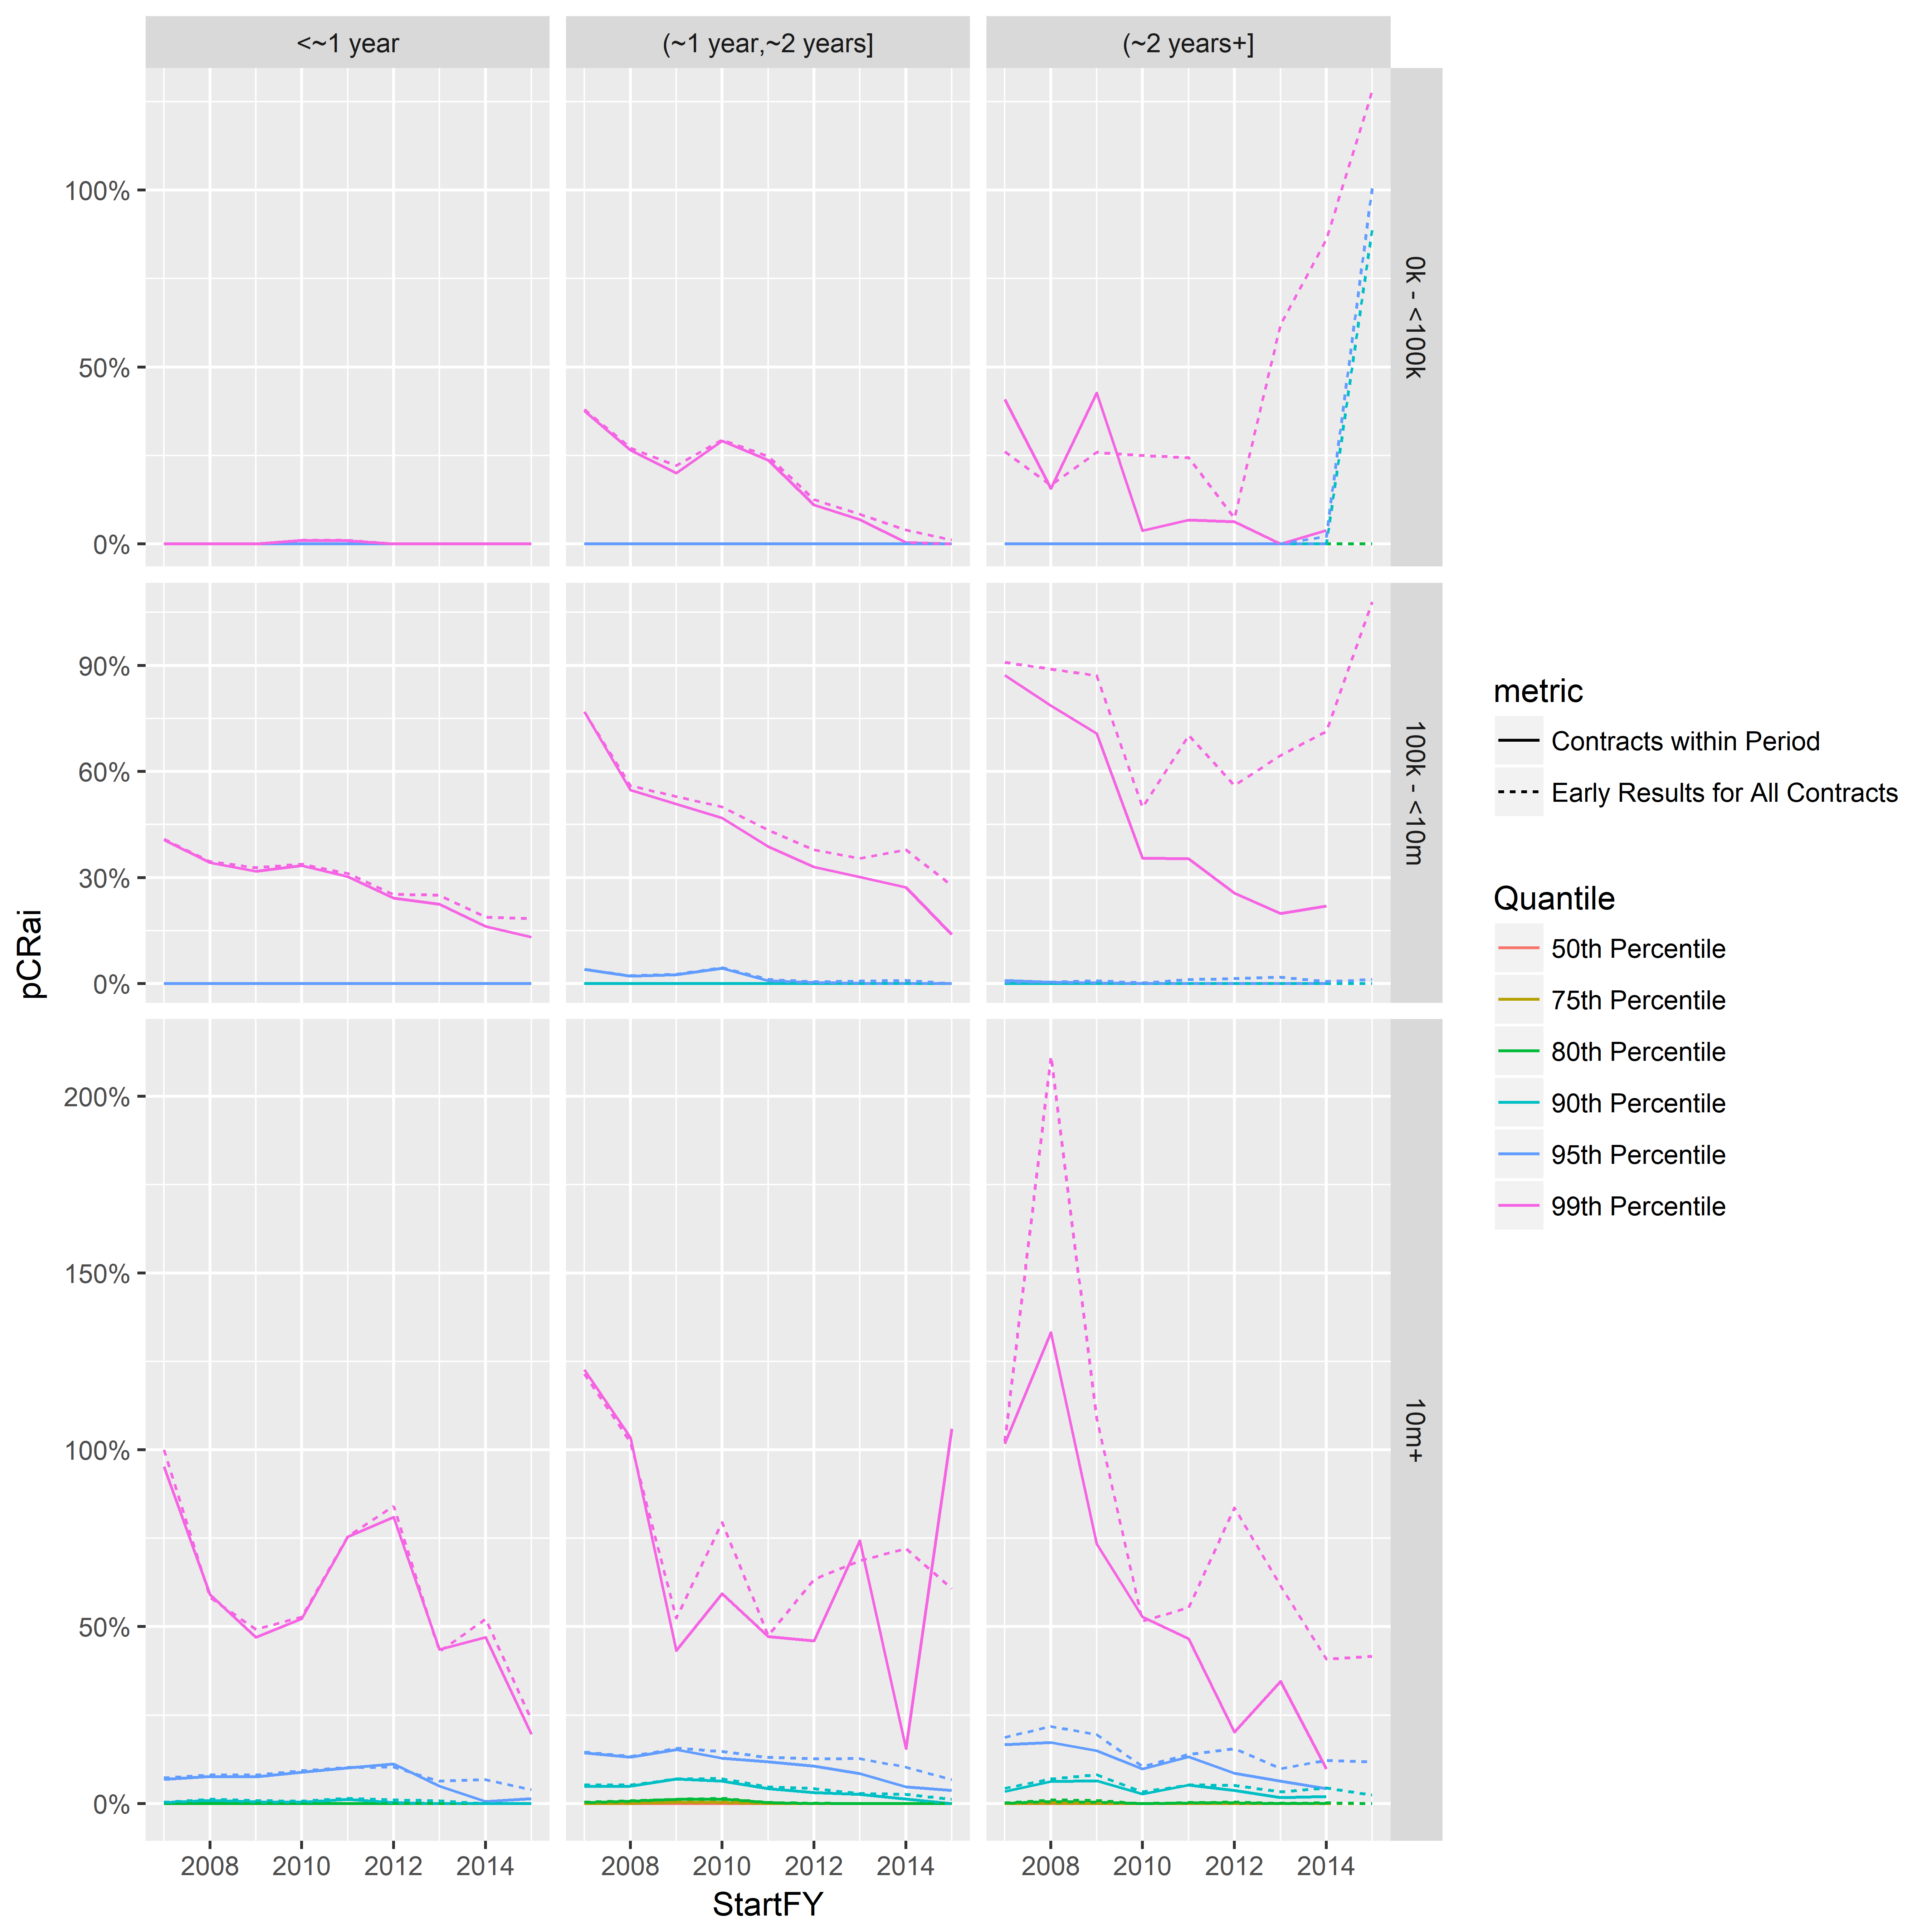 <~1 year
(~1 year,~2 years]
(~2 years+]
100%
50%
0%
0k - <100k
90%
60%
30%
0%
100k - <10m
200%
150%
100%
50%
0%
10m+
2008
2010
2012
2014
2008
2010
2012
2014
2008
2010
2012
2014
StartFY
pCRai
metric
Contracts within Period
Early Results for All Contracts
Quantile
50th Percentile
75th Percentile
80th Percentile
90th Percentile
95th Percentile
99th Percentile